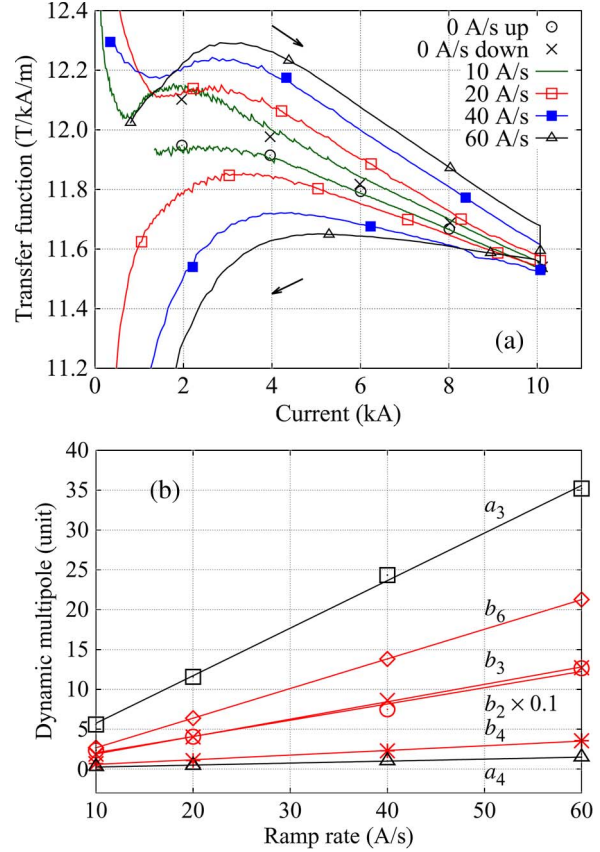 12.4
12.2
12.0
11.8
11.6
11.4
11.2
Transfer function (T/kA/m)
0 A/s up
0 A/s down
10 A/s
20 A/s
40 A/s
60 A/s
(a)
0 2 4 6 8 10
Current (kA)
40
35
30
25
20
15
10
5
0
Dynamic multipole (unit)
(b)
a3
b6
b3
b2 × 0.1
b4
a4
10 20 30 40 50 60
Ramp rate (A/s)